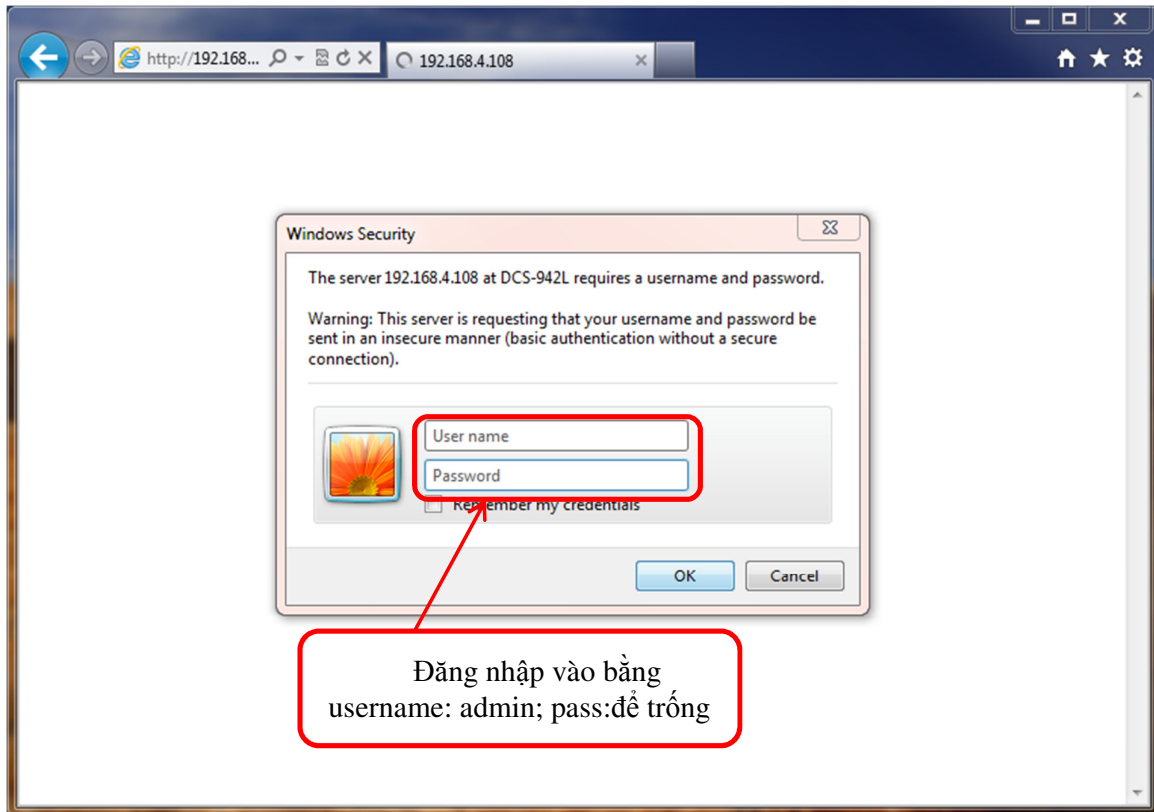 http://192.168...
192.168.4.108
Windows Security
The server 192.168.4.108 at DCS-942L requires a username and password.
Warning: This server is requesting that your username and password be
sent in an insecure manner (basic authentication without a secure
connection).
User name
Password
Remember my credentials
OK
Cancel
Đăng nhập vào bằng
username: admin; pass:để trống